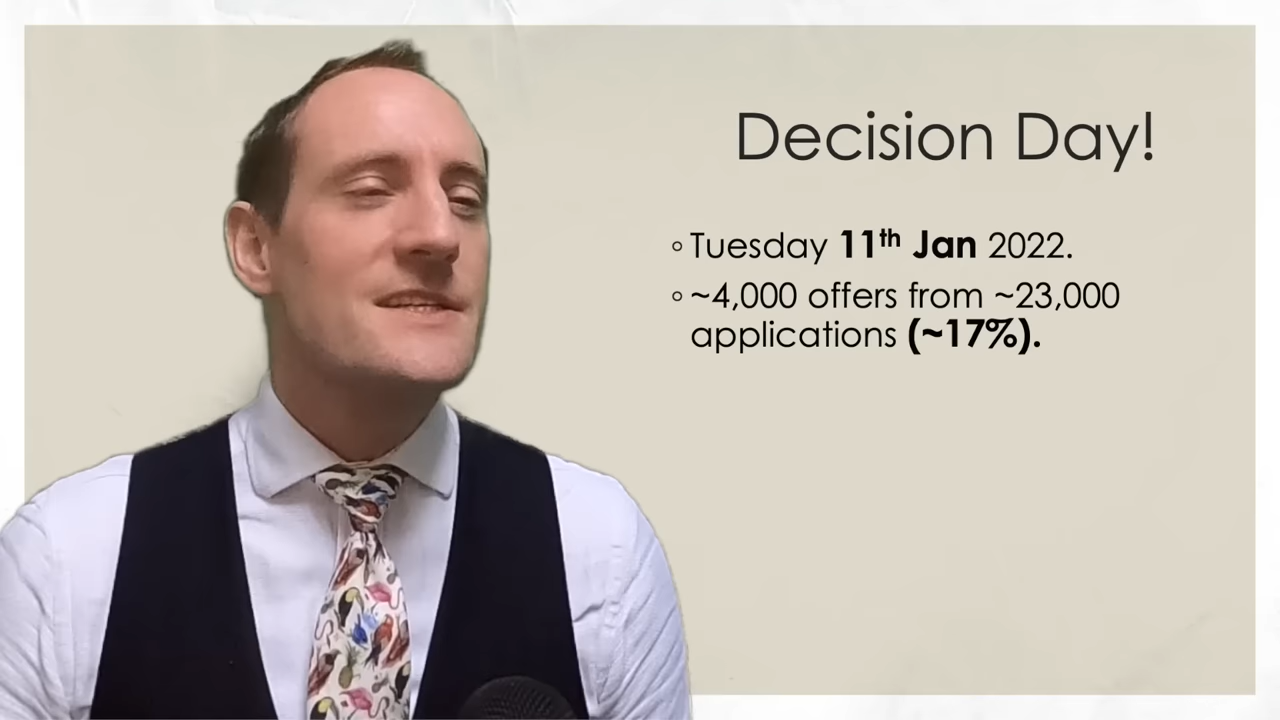 Decision Day!
◦ Tuesday 11th Jan 2022.
◦ ~4,000 offers from ~23,000
applications (~17%).